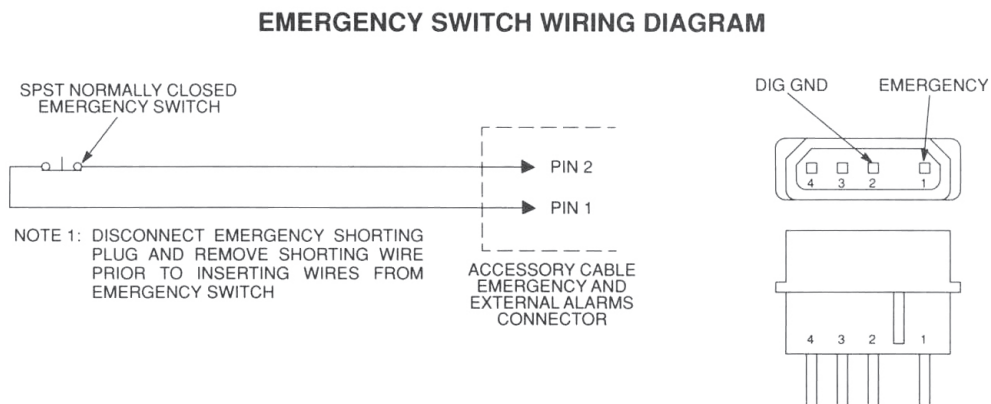 EMERGENCY SWITCH WIRING DIAGRAM
SPST NORMALLY CLOSED
EMERGENCY SWITCH
PIN 2
PIN 1
NOTE 1: DISCONNECT EMERGENCY SHORTING
PLUG AND REMOVE SHORTING WIRE
PRIOR TO INSERTING WIRES FROM
EMERGENCY SWITCH
ACCESSORY CABLE
EMERGENCY AND
EXTERNAL ALARMS
CONNECTOR
DIG GND
EMERGENCY
4 3 2 1
4 3 2 1